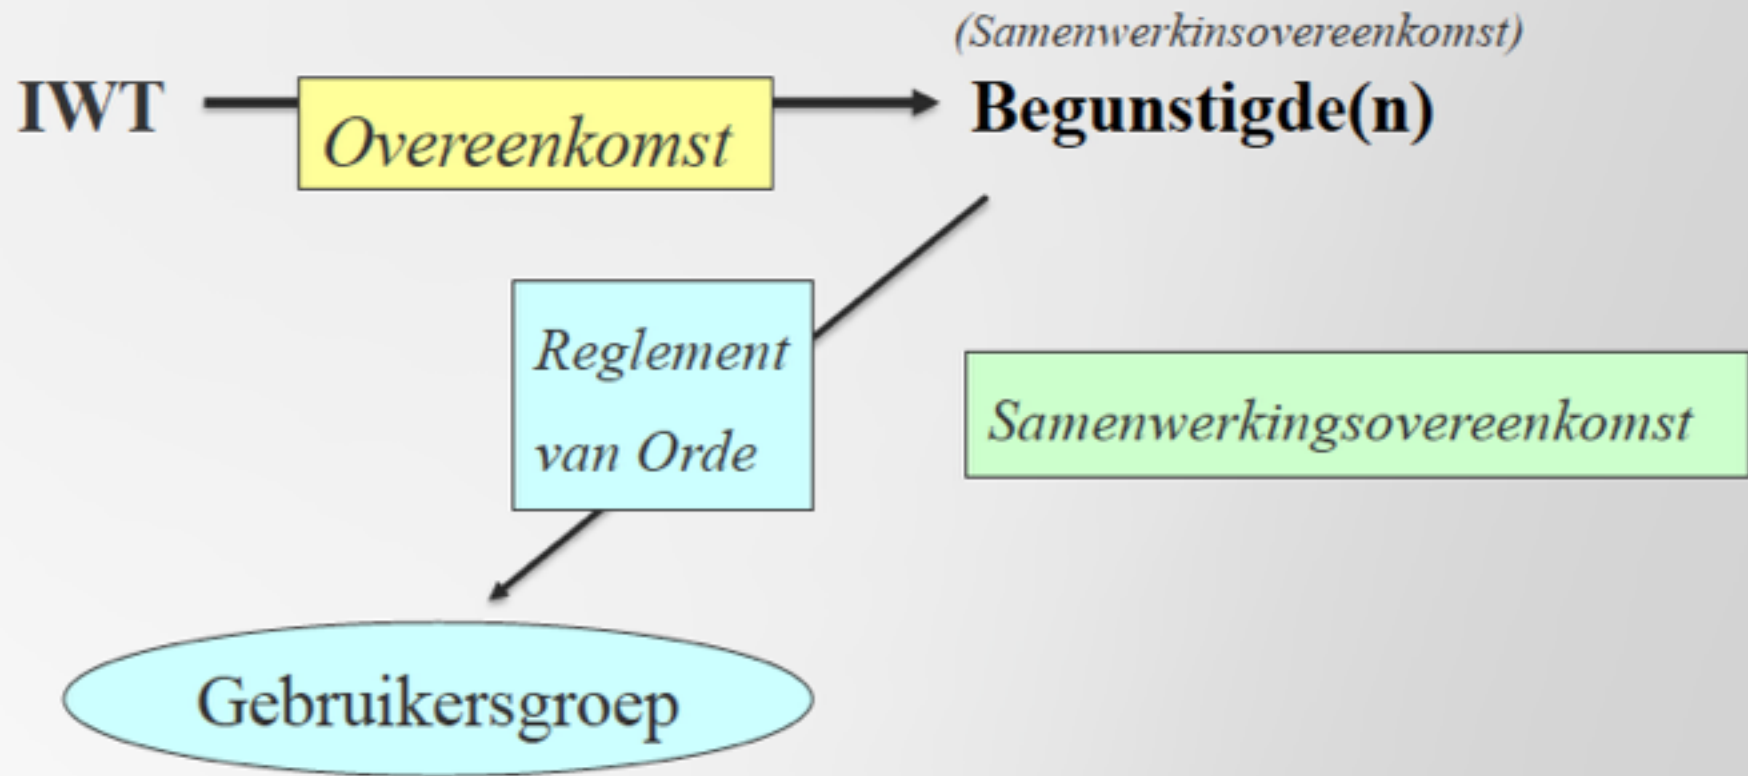 (Samenwerkinsovereenkomst)
IWT
Overeenkomst
Begunstigde(n)
Reglement
van Orde
Samenwerkingsovereenkomst
Gebruikersgroep